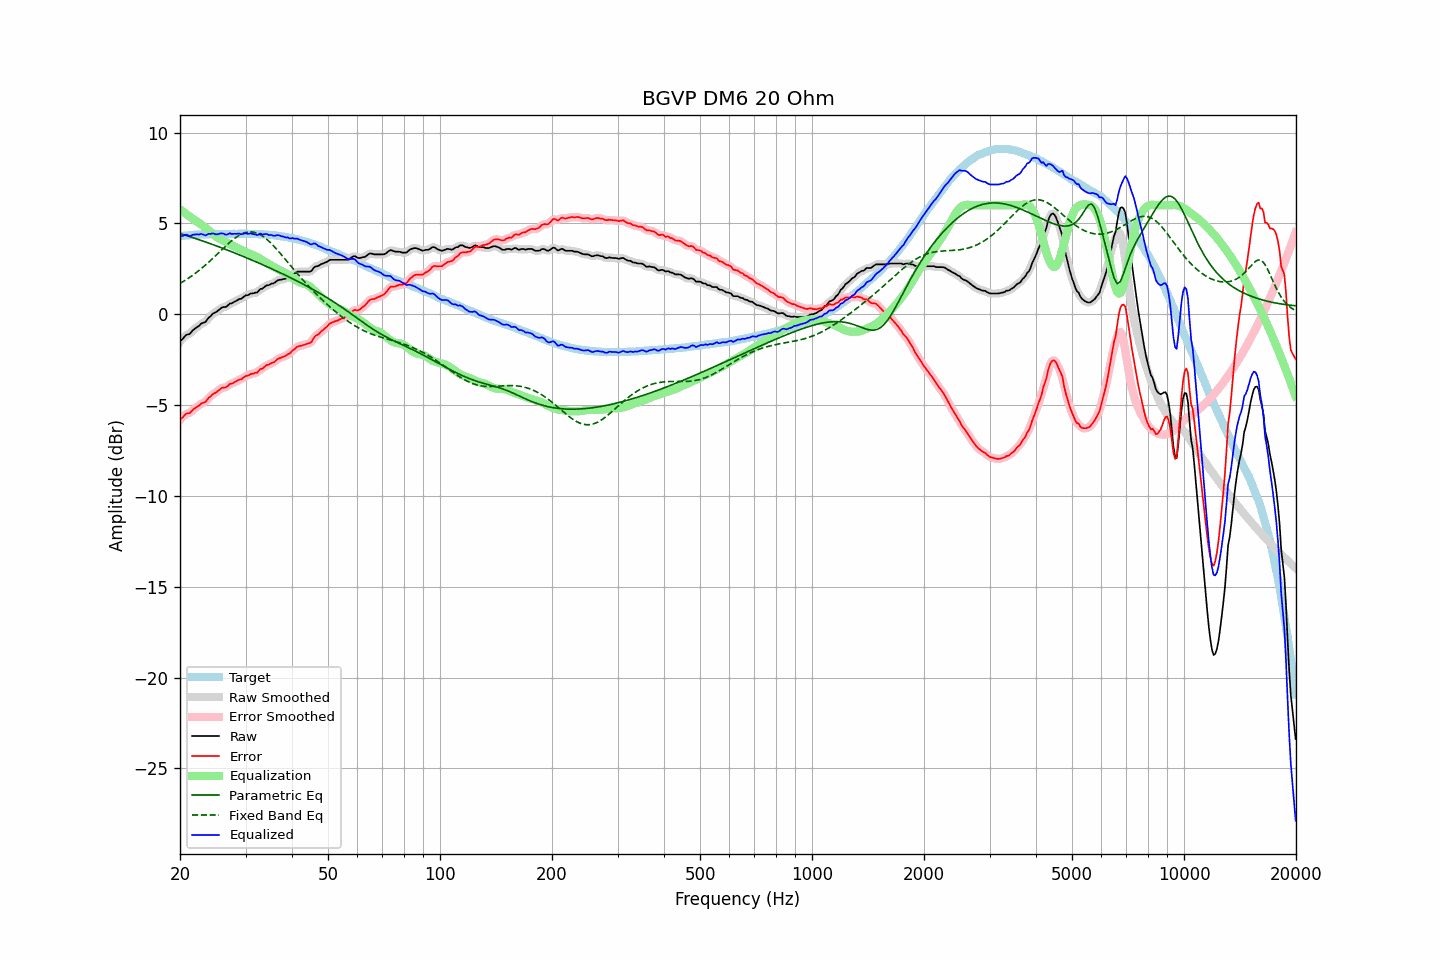 BGVP DM6 20 Ohm
Amplitude (dBr)
10
5
0
−5
−10
−15
−20
−25
Target
Raw Smoothed
Error Smoothed
Raw
Error
Equalization
Parametric Eq
Fixed Band Eq
Equalized
20 50 100 200 500 1000 2000 5000 10000 20000
Frequency (Hz)